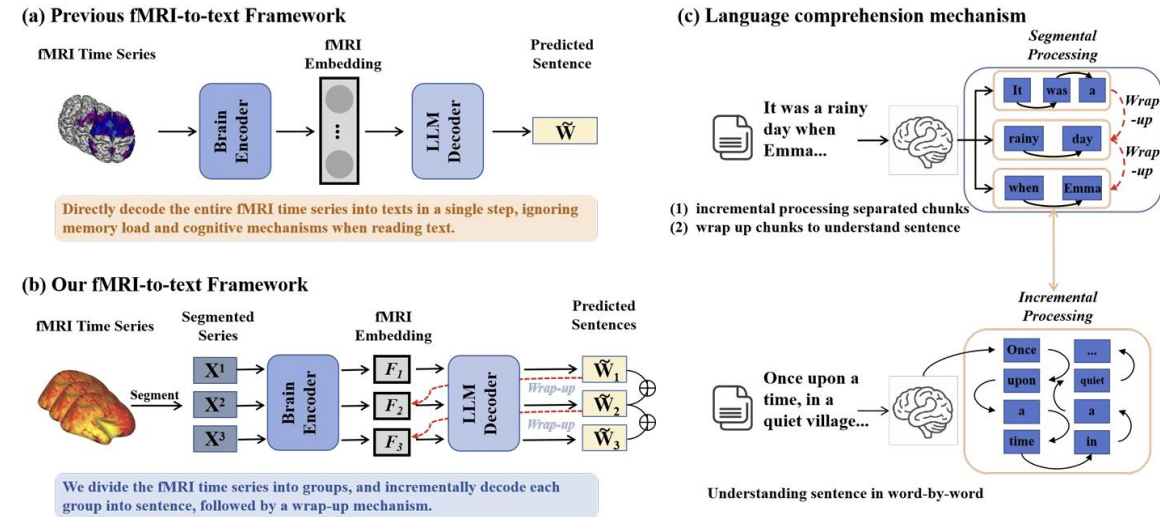 (a) Previous fMRI-to-text Framework
fMRI Time Series
fMRI
Embedding
Predicted
Sentence
Brain
Encoder
...
LLM
Decoder
W̃
Directly decode the entire fMRI time series into texts in a single step, ignoring
memory load and cognitive mechanisms when reading text.
(b) Our fMRI-to-text Framework
fMRI Time Series
Segmented
Series
fMRI
Embedding
Predicted
Sentences
Segment
X¹
X²
X³
Brain
Encoder
F₁
F₂
F₃
LLM
Decoder
Wrap-up
Wrap-up
W̃₁
W̃₂
W̃₃
We divide the fMRI time series into groups, and incrementally decode each
group into sentence, followed by a wrap-up mechanism.
(c) Language comprehension mechanism
Segmental
Processing
It was a rainy
day when
Emma...
It was a
rainy day
when Emma
Wrap
-up
Wrap
-up
(1) incremental processing separated chunks
(2) wrap up chunks to understand sentence
Incremental
Processing
Once upon a
time, in a
quiet village...
Once ...
upon quiet
a a
time in
Understanding sentence in word-by-word